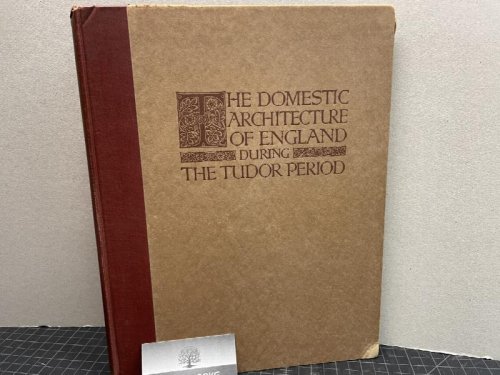 THE DOMESTIC
ARCHITECTURE
OF ENGLAND
DURING
THE TUDOR PERIOD